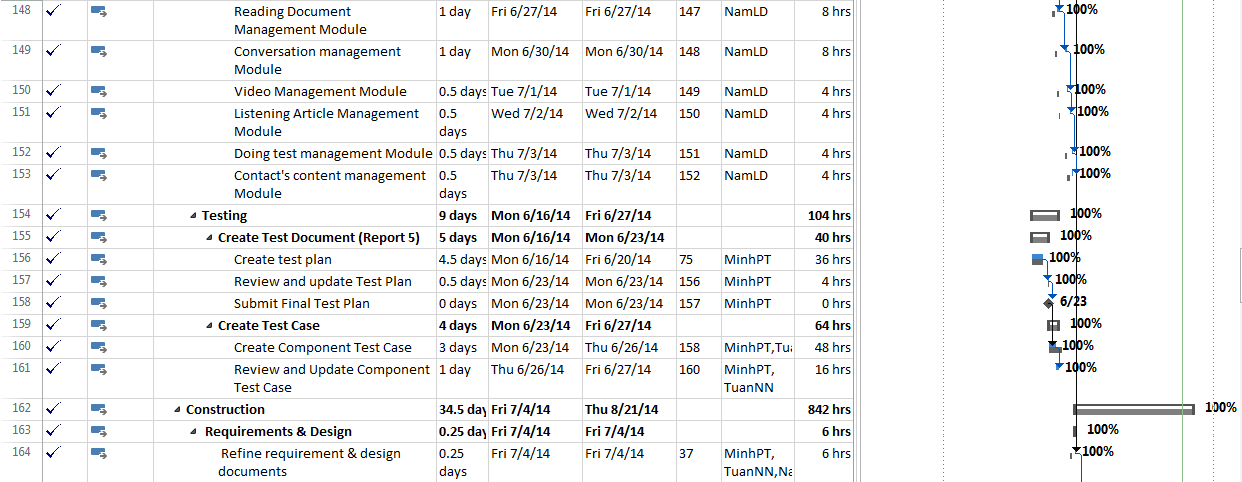 148 Reading Document 1 day Fri 6/27/14 Fri 6/27/14 147 NamLD 8 hrs 100%
Management Module
149 Conversation management 1 day Mon 6/30/14 Mon 6/30/14 148 NamLD 8 hrs 100%
Module
150 Video Management Module 0.5 days Tue 7/1/14 Tue 7/1/14 149 NamLD 4 hrs 100%
151 Listening Article Management 0.5 Wed 7/2/14 Wed 7/2/14 150 NamLD 4 hrs 100%
Module days
152 Doing test management Module 0.5 days Thu 7/3/14 Thu 7/3/14 151 NamLD 4 hrs 100%
153 Contact's content management 0.5 Thu 7/3/14 Thu 7/3/14 152 NamLD 4 hrs 100%
Module days
154 Testing 9 days Mon 6/16/14 Fri 6/27/14 104 hrs 100%
155 Create Test Document (Report 5) 5 days Mon 6/16/14 Mon 6/23/14 40 hrs 100%
156 Create test plan 4.5 days Mon 6/16/14 Fri 6/20/14 75 MinhPT 36 hrs 100%
157 Review and update Test Plan 0.5 days Mon 6/23/14 Mon 6/23/14 156 MinhPT 4 hrs 100%
158 Submit Final Test Plan 0 days Mon 6/23/14 Mon 6/23/14 157 MinhPT 0 hrs 6/23
159 Create Test Case 4 days Mon 6/23/14 Fri 6/27/14 64 hrs 100%
160 Create Component Test Case 3 days Mon 6/23/14 Thu 6/26/14 158 MinhPT,Tu 48 hrs 100%
161 Review and Update Component 1 day Thu 6/26/14 Fri 6/27/14 160 MinhPT, 16 hrs 100%
Test Case TuanNN
162 Construction 34.5 day Fri 7/4/14 Thu 8/21/14 842 hrs 100%
163 Requirements & Design 0.25 day Fri 7/4/14 Fri 7/4/14 6 hrs 100%
164 Refine requirement & design 0.25 Fri 7/4/14 Fri 7/4/14 37 MinhPT, 6 hrs 100%
documents days TuanNN,Na